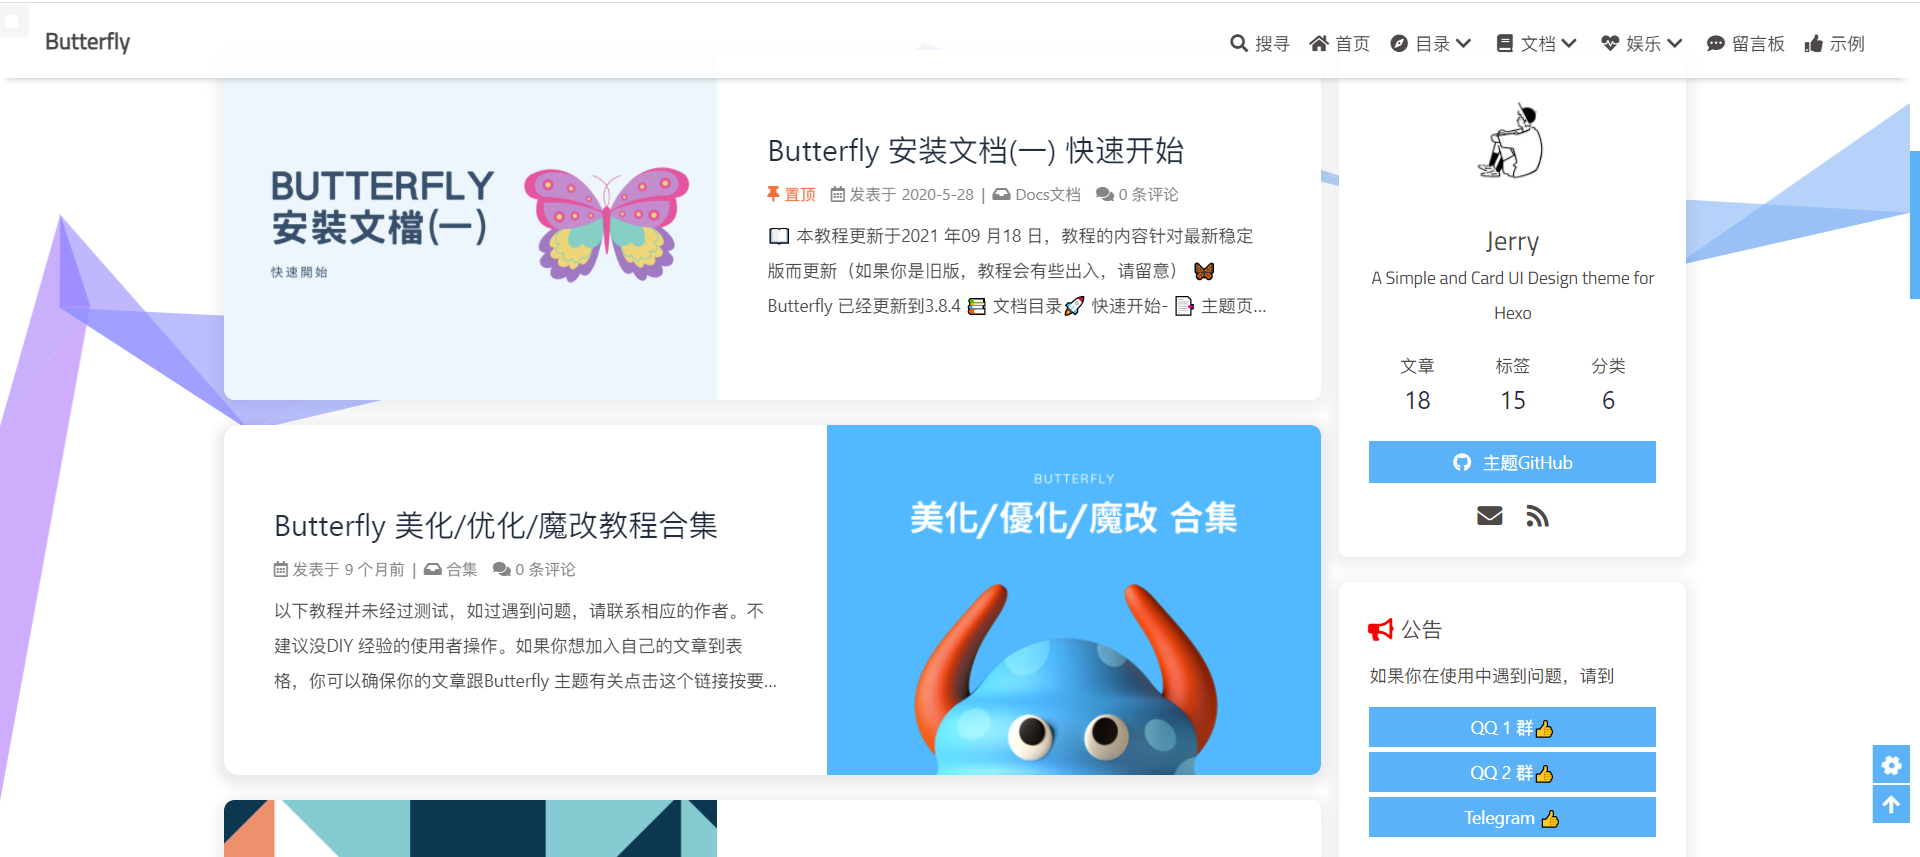 Butterfly
搜寻 首页 目录 文档 娱乐 留言板 示例
BUTTERFLY
安裝文檔(一)
快速開始
Butterfly 安装文档(一) 快速开始
置顶 发表于 2020-5-28 | Docs文档 0 条评论
📖 本教程更新于2021 年09 月18 日，教程的内容针对最新稳定
版而更新（如果你是旧版，教程会有些出入，请留意） 🦋
Butterfly 已经更新到3.8.4 📚 文档目录🚀 快速开始- 📑 主题页...
Butterfly 美化/优化/魔改教程合集
发表于 9 个月前 | 合集 0 条评论
以下教程并未经过测试，如过遇到问题，请联系相应的作者。不
建议没DIY 经验的使用者操作。如果你想加入自己的文章到表
格，你可以确保你的文章跟Butterfly 主题有关点击这个链接按要...
BUTTERFLY
美化/優化/魔改 合集
Jerry
A Simple and Card UI Design theme for
Hexo
文章 标签 分类
18 15 6
主题GitHub
公告
如果你在使用中遇到问题，请到
QQ 1 群👍
QQ 2 群👍
Telegram 👍